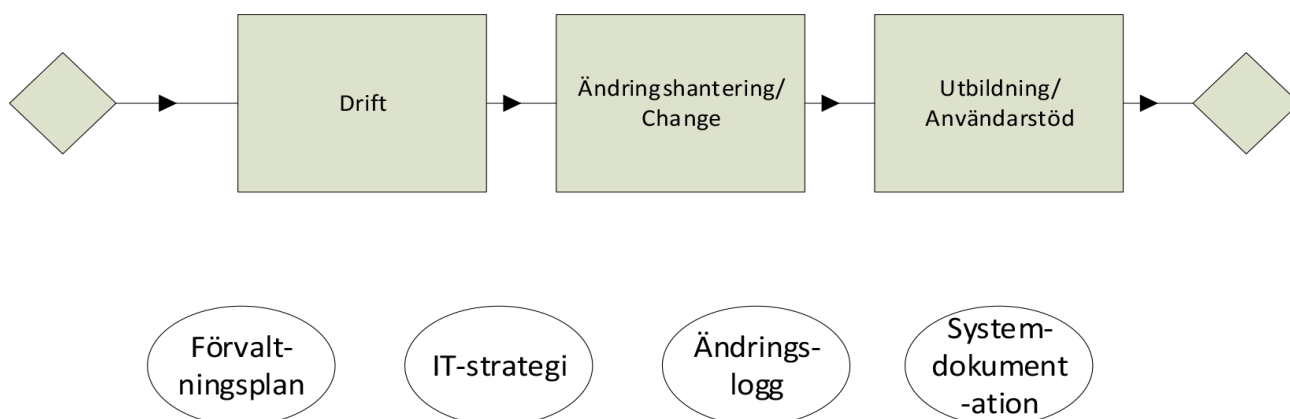 Drift
Ändringshantering/
Change
Utbildning/
Användarstöd
Förvalt-
ningsplan
IT-strategi
Ändrings-
logg
System-
dokument
-ation